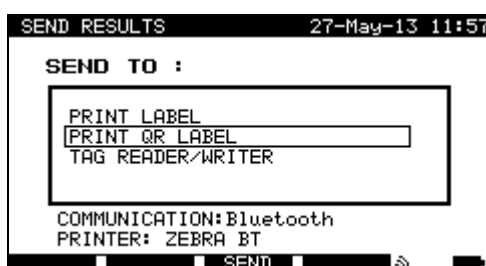 SEND RESULTS 27-May-13 11:57
SEND TO :
PRINT LABEL
PRINT QR LABEL
TAG READER/WRITER
COMMUNICATION:Bluetooth
PRINTER: ZEBRA BT
SEND